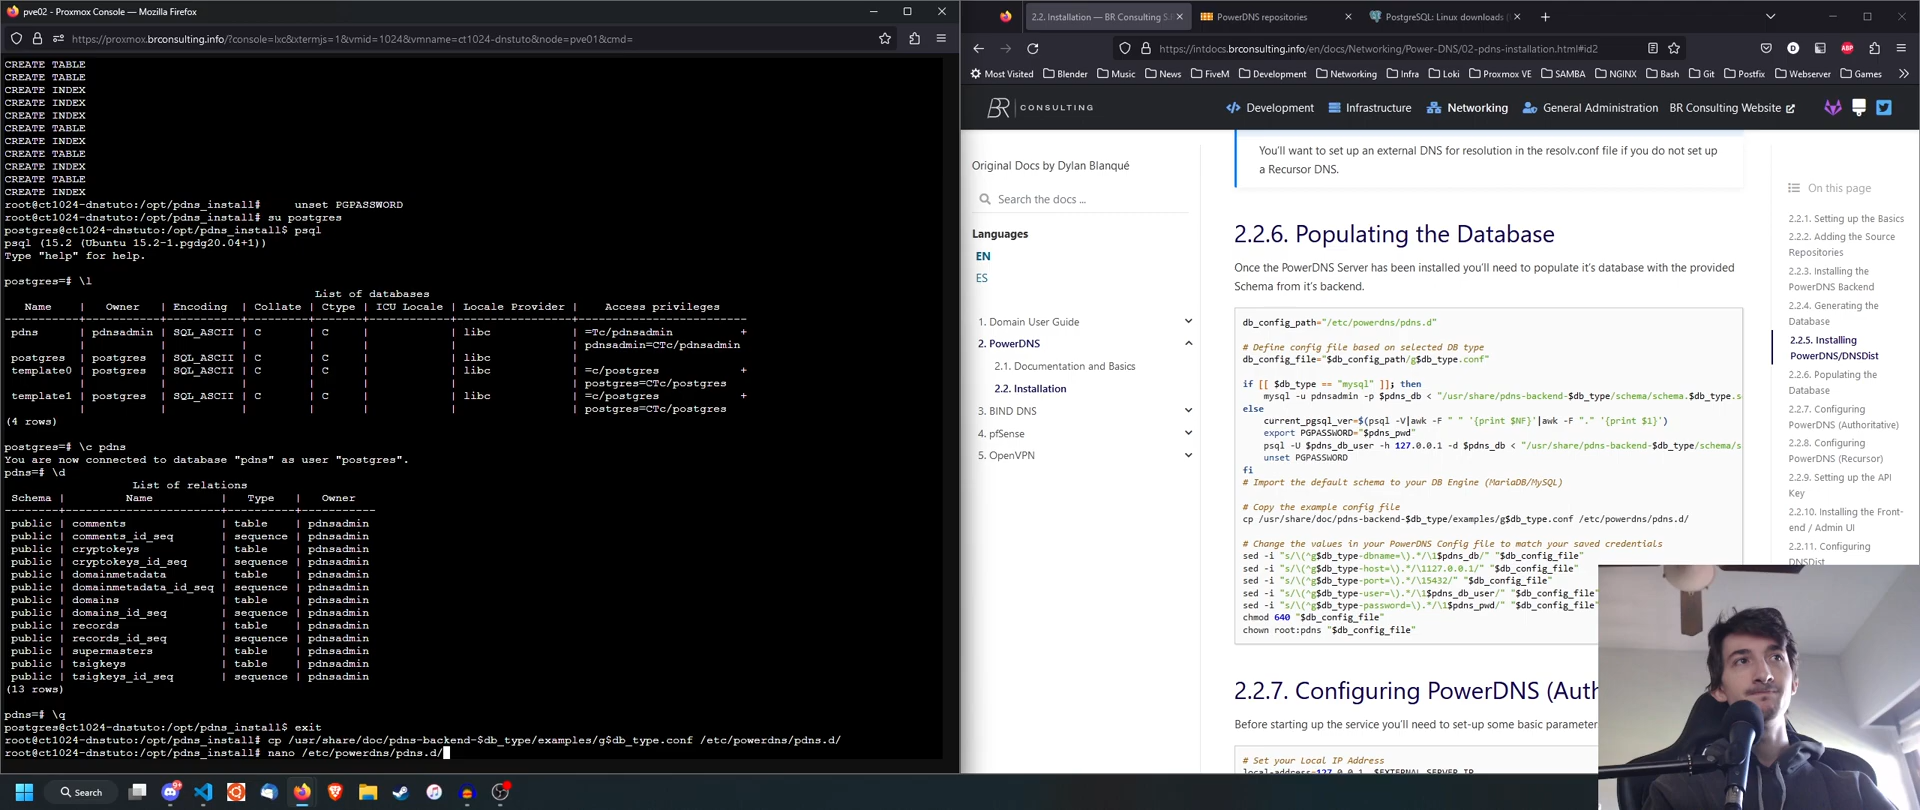 pve02 - Proxmox Console — Mozilla Firefox
https://proxmox.brconsulting.info/?console=lxc&xtermjs=1&vmid=1024&vmname=ct1024-dnstuto&node=pve01&cmd=
CREATE TABLE
CREATE TABLE
CREATE INDEX
CREATE INDEX
CREATE INDEX
CREATE TABLE
CREATE INDEX
CREATE TABLE
CREATE INDEX
CREATE TABLE
CREATE INDEX
root@ct1024-dnstuto:/opt/pdns_install#     unset PGPASSWORD
root@ct1024-dnstuto:/opt/pdns_install# su postgres
postgres@ct1024-dnstuto:/opt/pdns_install$ psql
psql (15.2 (Ubuntu 15.2-1.pgdg20.04+1))
Type "help" for help.
postgres=# \l
List of databases
Name | Owner | Encoding | Collate | Ctype | ICU Locale | Locale Provider | Access privileges
pdns | pdnsadmin | SQL_ASCII | C | C | | libc | =Tc/pdnsadmin +
| | | | | | | pdnsadmin=CTc/pdnsadmin
postgres | postgres | SQL_ASCII | C | C | | libc |
template0 | postgres | SQL_ASCII | C | C | | libc | =c/postgres +
| | | | | | | postgres=CTc/postgres
template1 | postgres | SQL_ASCII | C | C | | libc | =c/postgres +
| | | | | | | postgres=CTc/postgres
(4 rows)
postgres=# \c pdns
You are now connected to database "pdns" as user "postgres".
pdns=# \d
List of relations
Schema | Name | Type | Owner
public | comments | table | pdnsadmin
public | comments_id_seq | sequence | pdnsadmin
public | cryptokeys | table | pdnsadmin
public | cryptokeys_id_seq | sequence | pdnsadmin
public | domainmetadata | table | pdnsadmin
public | domainmetadata_id_seq | sequence | pdnsadmin
public | domains | table | pdnsadmin
public | domains_id_seq | sequence | pdnsadmin
public | records | table | pdnsadmin
public | records_id_seq | sequence | pdnsadmin
public | supermasters | table | pdnsadmin
public | tsigkeys | table | pdnsadmin
public | tsigkeys_id_seq | sequence | pdnsadmin
(13 rows)
pdns=# \q
postgres@ct1024-dnstuto:/opt/pdns_install$ exit
root@ct1024-dnstuto:/opt/pdns_install# cp /usr/share/doc/pdns-backend-$db_type/examples/g$db_type.conf /etc/powerdns/pdns.d/
root@ct1024-dnstuto:/opt/pdns_install# nano /etc/powerdns/pdns.d/
2.2. Installation — BR Consulting S.
PowerDNS repositories
PostgreSQL: Linux downloads (
https://intdocs.brconsulting.info/en/docs/Networking/Power-DNS/02-pdns-installation.html#id2
Most Visited Blender Music News FiveM Development Networking Infra Loki Proxmox VE SAMBA NGINX Bash Git Postfix Webserver Games
BR CONSULTING
Development Infrastructure Networking General Administration BR Consulting Website
Original Docs by Dylan Blanqué
Search the docs ...
Languages
EN
ES
1. Domain User Guide
2. PowerDNS
2.1. Documentation and Basics
2.2. Installation
3. BIND DNS
4. pfSense
5. OpenVPN
You'll want to set up an external DNS for resolution in the resolv.conf file if you do not set up
a Recursor DNS.
2.2.6. Populating the Database
Once the PowerDNS Server has been installed you'll need to populate it's database with the provided
Schema from it's backend.
db_config_path="/etc/powerdns/pdns.d"
# Define config file based on selected DB type
db_config_file="$db_config_path/g$db_type.conf"
if [[ $db_type == "mysql" ]]; then
mysql -u pdnsadmin -p $pdns_db < "/usr/share/pdns-backend-$db_type/schema/schema.$db_type.s
else
current_pgsql_ver=$(psql -V|awk -F " " '{print $NF}'|awk -F "." '{print $1}')
export PGPASSWORD="$pdns_pwd"
psql -U $pdns_db_user -h 127.0.0.1 -d $pdns_db < "/usr/share/pdns-backend-$db_type/schema/s
unset PGPASSWORD
fi
# Import the default schema to your DB Engine (MariaDB/MySQL)
# Copy the example config file
cp /usr/share/doc/pdns-backend-$db_type/examples/g$db_type.conf /etc/powerdns/pdns.d/
# Change the values in your PowerDNS Config file to match your saved credentials
sed -i "s/\(^g$db_type-dbname=\).*/\1$pdns_db/" "$db_config_file"
sed -i "s/\(^g$db_type-host=\).*/\1127.0.0.1/" "$db_config_file"
sed -i "s/\(^g$db_type-port=\).*/\15432/" "$db_config_file"
sed -i "s/\(^g$db_type-user=\).*/\1$pdns_db_user/" "$db_config_file"
sed -i "s/\(^g$db_type-password=\).*/\1$pdns_pwd/" "$db_config_file"
chmod 640 "$db_config_file"
chown root:pdns "$db_config_file"
2.2.7. Configuring PowerDNS (Auth
Before starting up the service you'll need to set-up some basic parameter
# Set your Local IP Address
local-address=127.0.0.1, $EXTERNAL_SERVER_IP
On this page
2.2.1. Setting up the Basics
2.2.2. Adding the Source
Repositories
2.2.3. Installing the
PowerDNS Backend
2.2.4. Generating the
Database
2.2.5. Installing
PowerDNS/DNSDist
2.2.6. Populating the
Database
2.2.7. Configuring
PowerDNS (Authoritative)
2.2.8. Configuring
PowerDNS (Recursor)
2.2.9. Setting up the API
Key
2.2.10. Installing the Front-
end / Admin UI
2.2.11. Configuring
DNSDist
Search